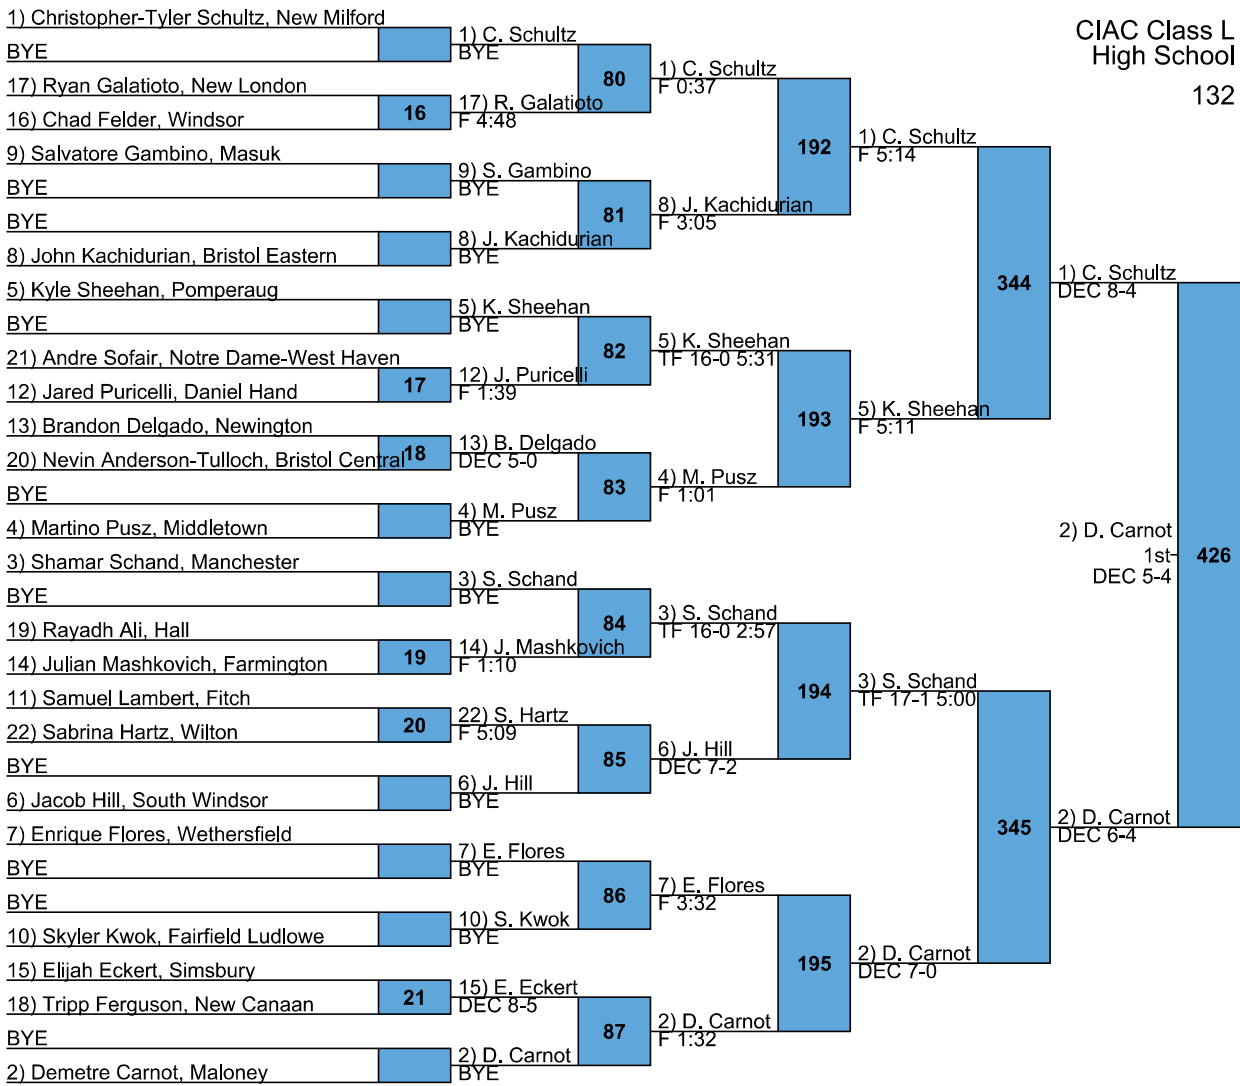 CIAC Class L
High School
132
1) Christopher-Tyler Schultz, New Milford
BYE
17) Ryan Galatioto, New London
16) Chad Felder, Windsor
9) Salvatore Gambino, Masuk
BYE
BYE
8) John Kachidurian, Bristol Eastern
5) Kyle Sheehan, Pomperaug
BYE
21) Andre Sofair, Notre Dame-West Haven
12) Jared Puricelli, Daniel Hand
13) Brandon Delgado, Newington
20) Nevin Anderson-Tulloch, Bristol Central
BYE
4) Martino Pusz, Middletown
3) Shamar Schand, Manchester
BYE
19) Rayadh Ali, Hall
14) Julian Mashkovich, Farmington
11) Samuel Lambert, Fitch
22) Sabrina Hartz, Wilton
BYE
6) Jacob Hill, South Windsor
7) Enrique Flores, Wethersfield
BYE
BYE
10) Skyler Kwok, Fairfield Ludlowe
15) Elijah Eckert, Simsbury
18) Tripp Ferguson, New Canaan
BYE
2) Demetre Carnot, Maloney
16
17
18
19
20
21
1) C. Schultz
BYE
17) R. Galatioto
F 4:48
9) S. Gambino
BYE
8) J. Kachidurian
BYE
5) K. Sheehan
BYE
12) J. Puricelli
F 1:39
13) B. Delgado
DEC 5-0
4) M. Pusz
BYE
3) S. Schand
BYE
14) J. Mashkovich
F 1:10
22) S. Hartz
F 5:09
6) J. Hill
BYE
7) E. Flores
BYE
10) S. Kwok
BYE
15) E. Eckert
DEC 8-5
2) D. Carnot
BYE
80
81
82
83
84
85
86
87
1) C. Schultz
F 0:37
8) J. Kachidurian
F 3:05
5) K. Sheehan
TF 16-0 5:31
4) M. Pusz
F 1:01
3) S. Schand
TF 16-0 2:57
6) J. Hill
DEC 7-2
7) E. Flores
F 3:32
2) D. Carnot
F 1:32
192
193
194
195
1) C. Schultz
F 5:14
5) K. Sheehan
F 5:11
3) S. Schand
TF 17-1 5:00
2) D. Carnot
DEC 7-0
344
345
1) C. Schultz
DEC 8-4
2) D. Carnot
DEC 6-4
426
2) D. Carnot
1st
DEC 5-4